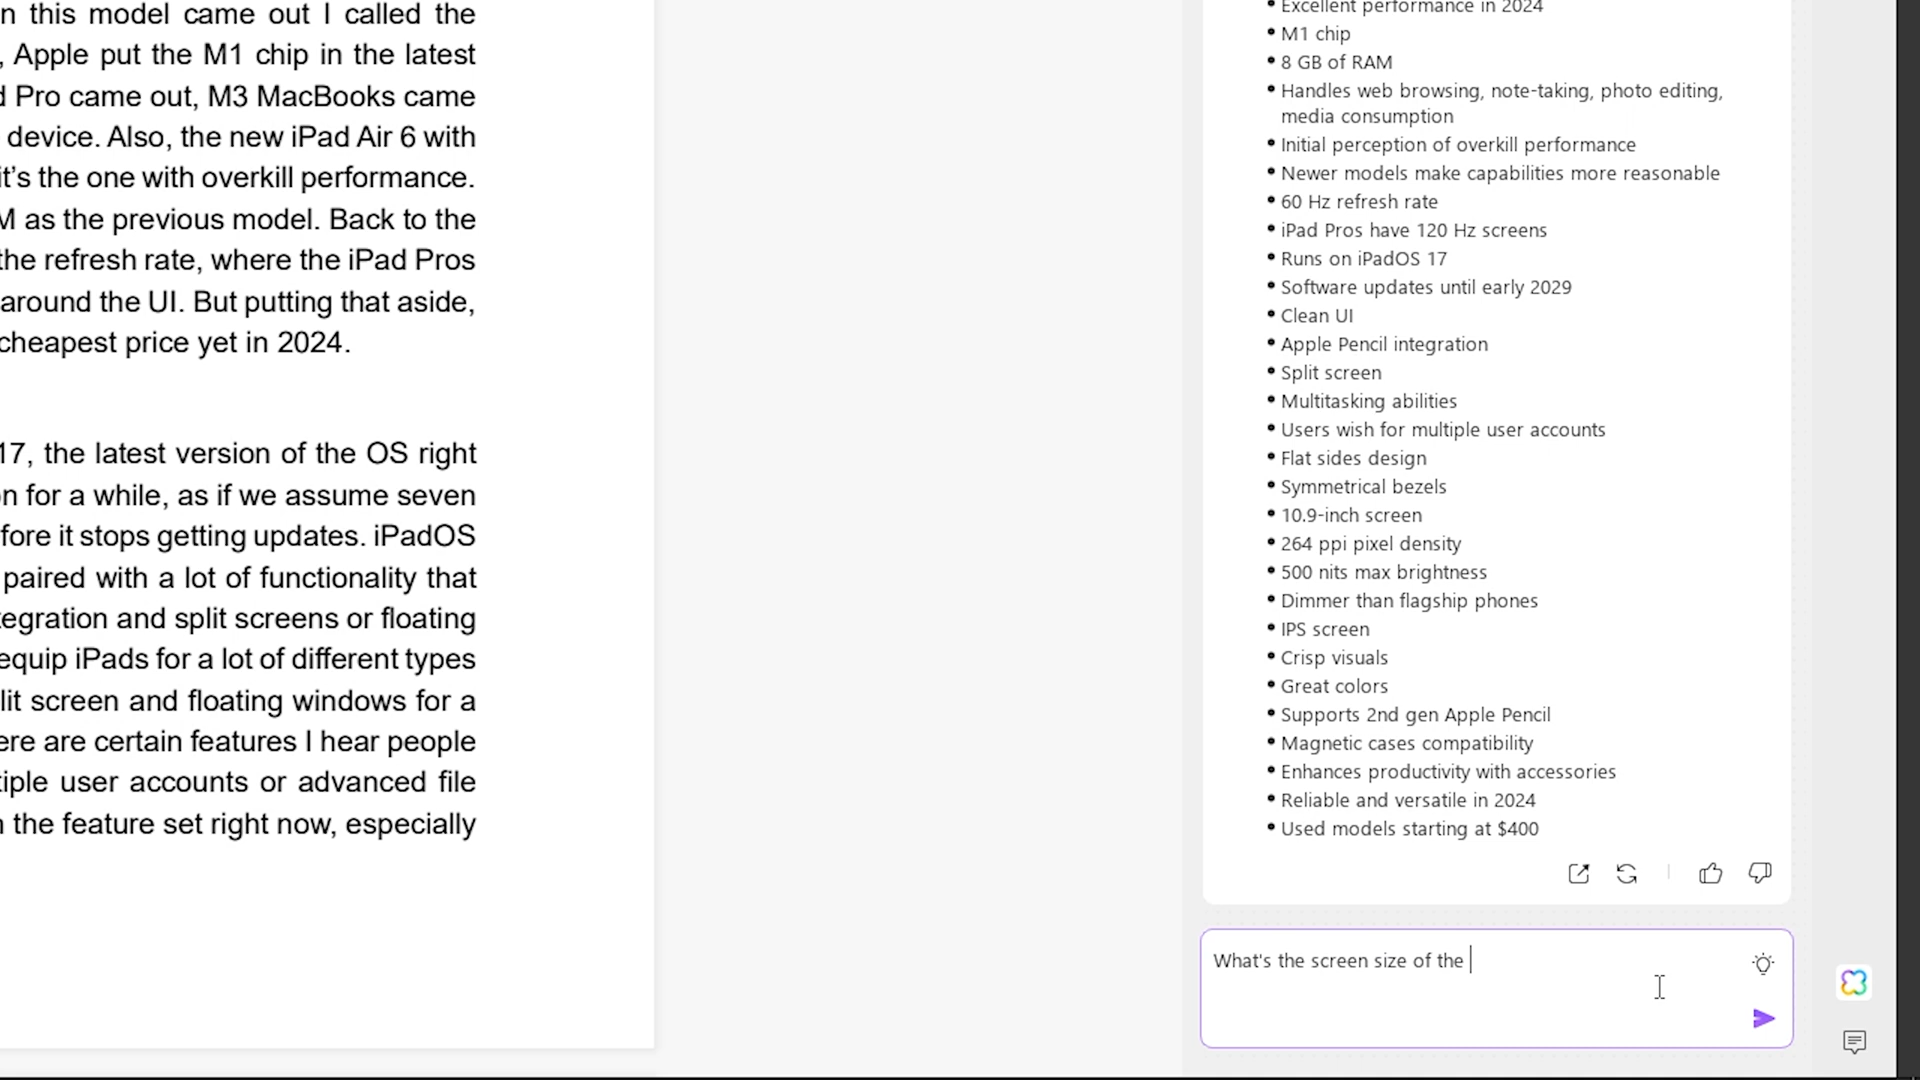 n this model came out I called the
, Apple put the M1 chip in the latest
d Pro came out, M3 MacBooks came
device. Also, the new iPad Air 6 with
it's the one with overkill performance.
M as the previous model. Back to the
the refresh rate, where the iPad Pros
around the UI. But putting that aside,
cheapest price yet in 2024.
17, the latest version of the OS right
on for a while, as if we assume seven
fore it stops getting updates. iPadOS
paired with a lot of functionality that
tegration and split screens or floating
equip iPads for a lot of different types
lit screen and floating windows for a
ere are certain features I hear people
tiple user accounts or advanced file
n the feature set right now, especially
• Excellent performance in 2024
• M1 chip
• 8 GB of RAM
• Handles web browsing, note-taking, photo editing,
media consumption
• Initial perception of overkill performance
• Newer models make capabilities more reasonable
• 60 Hz refresh rate
• iPad Pros have 120 Hz screens
• Runs on iPadOS 17
• Software updates until early 2029
• Clean UI
• Apple Pencil integration
• Split screen
• Multitasking abilities
• Users wish for multiple user accounts
• Flat sides design
• Symmetrical bezels
• 10.9-inch screen
• 264 ppi pixel density
• 500 nits max brightness
• Dimmer than flagship phones
• IPS screen
• Crisp visuals
• Great colors
• Supports 2nd gen Apple Pencil
• Magnetic cases compatibility
• Enhances productivity with accessories
• Reliable and versatile in 2024
• Used models starting at $400
What's the screen size of the